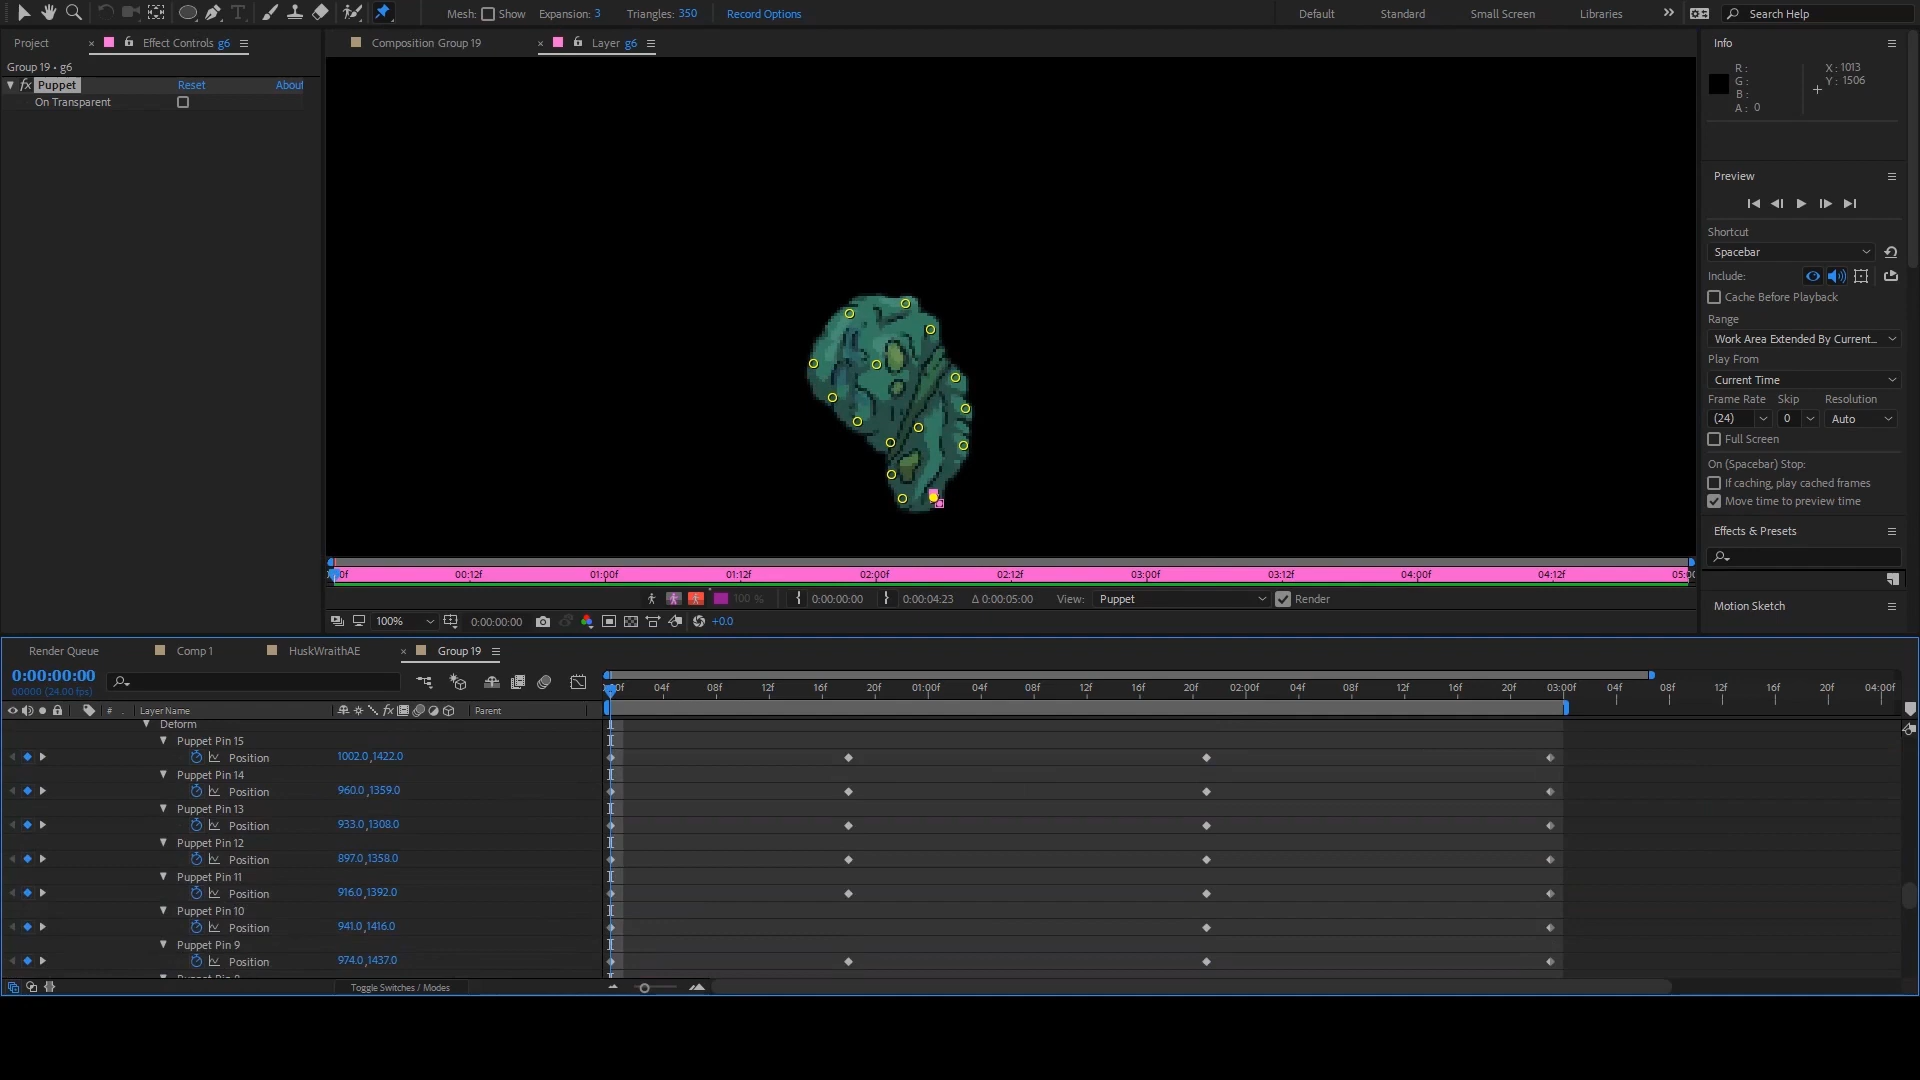 Mesh: Show Expansion: 3 Triangles: 350 Record Options Default Standard Small Screen Libraries Search Help
Project Effect Controls g6 Composition Group 19 Layer g6 Info
Group 19 • g6
Puppet Reset About
On Transparent
R :
G :
B :
A : 0
X : 1013
Y : 1506
Preview
Shortcut
Spacebar
Include:
Cache Before Playback
Range
Work Area Extended By Current...
Play From
Current Time
Frame Rate Skip Resolution
(24) 0 Auto
Full Screen
On (Spacebar) Stop:
If caching, play cached frames
Move time to preview time
Effects & Presets
Motion Sketch
00f 00:12f 01:00f 01:12f 02:00f 02:12f 03:00f 03:12f 04:00f 04:12f 05:0
100 % 0:00:00:00 0:00:04:23 Δ 0:00:05:00 View: Puppet Render
100% 0:00:00:00 +0.0
Render Queue Comp 1 HuskWraithAE Group 19
0:00:00:00
00000 (24.00 fps)
00f 04f 08f 12f 16f 20f 01:00f 04f 08f 12f 16f 20f 02:00f 04f 08f 12f 16f 20f 03:00f 04f 08f 12f 16f 20f 04:00f
# . Layer Name fx Parent
Deform
Puppet Pin 15
Position 1002.0,1422.0
Puppet Pin 14
Position 960.0,1359.0
Puppet Pin 13
Position 933.0,1308.0
Puppet Pin 12
Position 897.0,1358.0
Puppet Pin 11
Position 916.0,1392.0
Puppet Pin 10
Position 941.0,1416.0
Puppet Pin 9
Position 974.0,1437.0
Toggle Switches / Modes